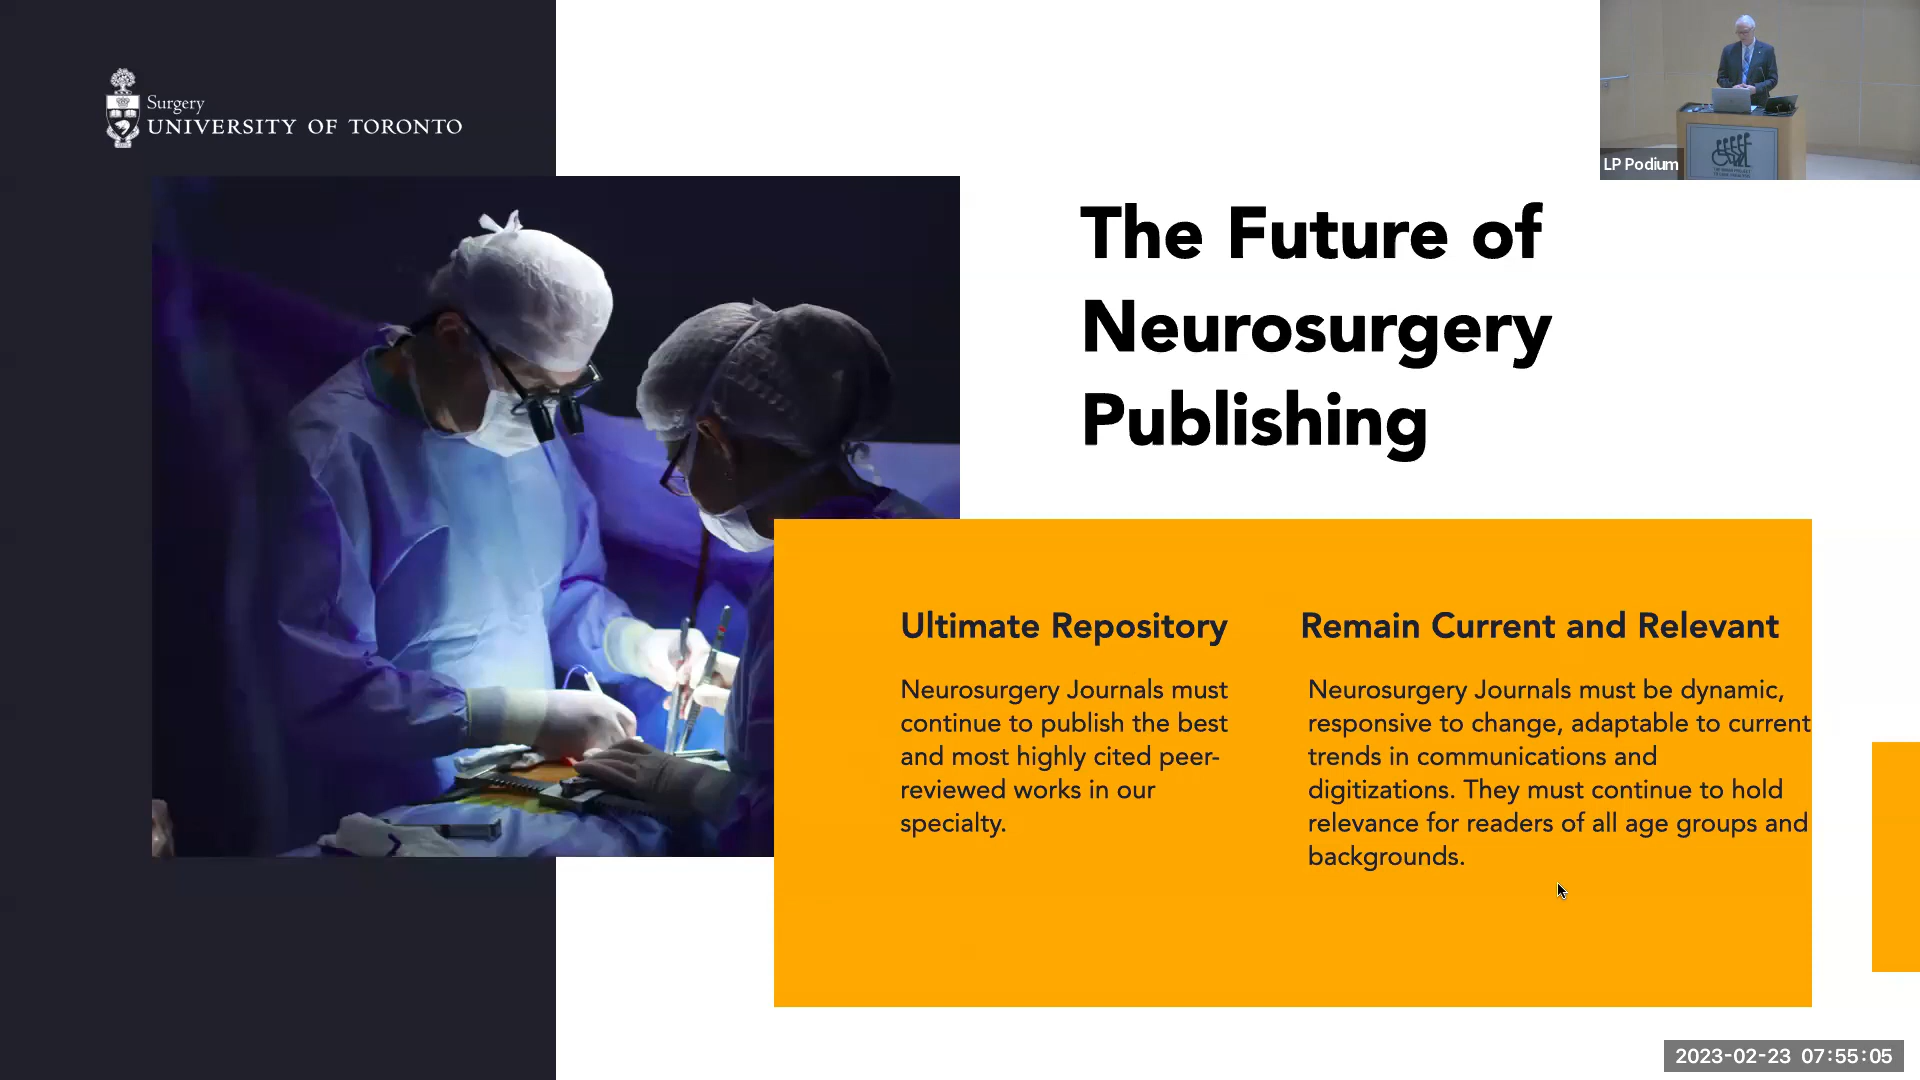 Surgery
UNIVERSITY OF TORONTO
LP Podium
The Future of
Neurosurgery
Publishing
Ultimate Repository
Neurosurgery Journals must
continue to publish the best
and most highly cited peer-
reviewed works in our
specialty.
Remain Current and Relevant
Neurosurgery Journals must be dynamic,
responsive to change, adaptable to current
trends in communications and
digitizations. They must continue to hold
relevance for readers of all age groups and
backgrounds.
2023-02-23 07:55:05